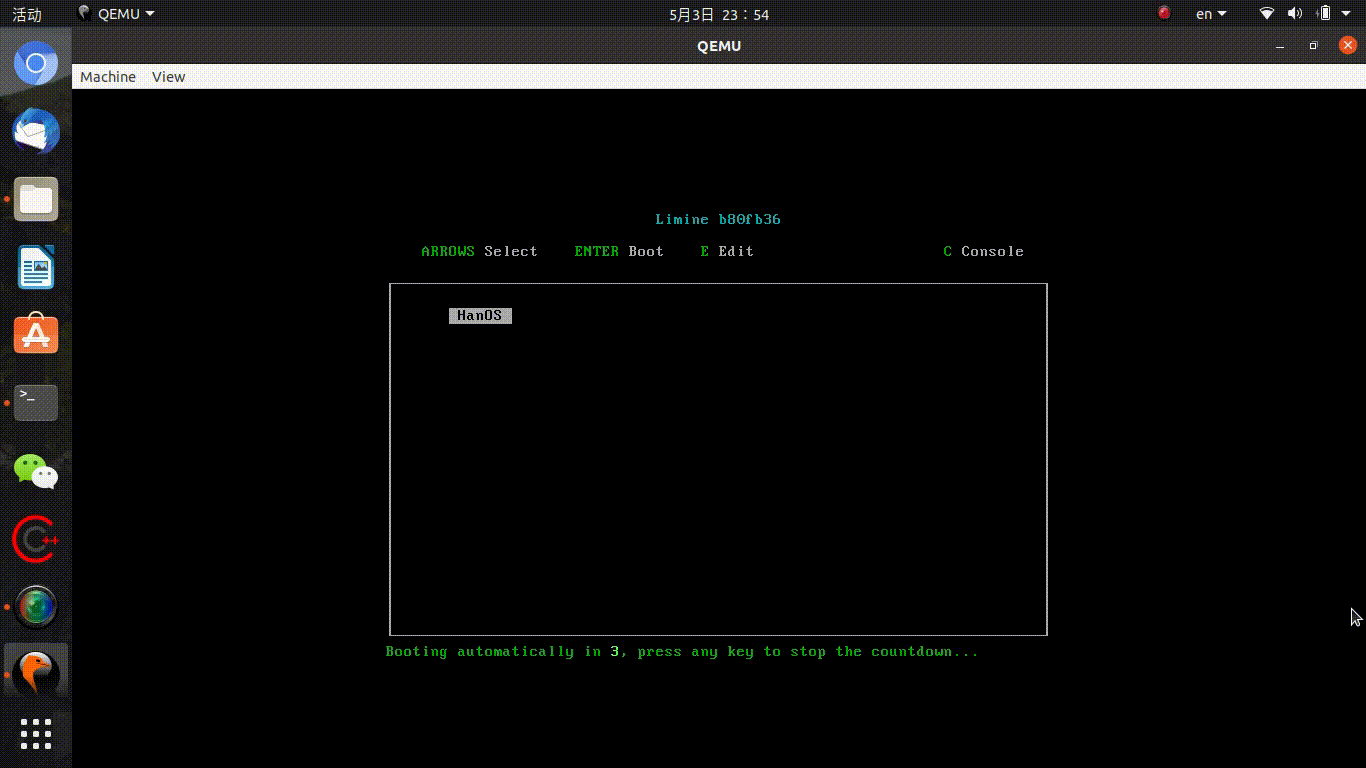 活动 QEMU 5月3日 23：54 en
QEMU
Machine View
Limine b80fb36
ARROWS Select ENTER Boot E Edit C Console
HanOS
Booting automatically in 3, press any key to stop the countdown...
>_
C++